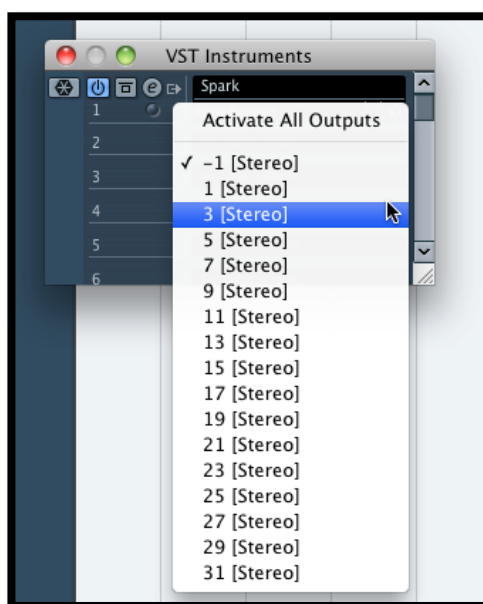 VST Instruments
e Spark
1
Activate All Outputs
2
✓ -1 [Stereo]
3
1 [Stereo]
3 [Stereo]
4
5 [Stereo]
5
7 [Stereo]
6
9 [Stereo]
11 [Stereo]
13 [Stereo]
15 [Stereo]
17 [Stereo]
19 [Stereo]
21 [Stereo]
23 [Stereo]
25 [Stereo]
27 [Stereo]
29 [Stereo]
31 [Stereo]